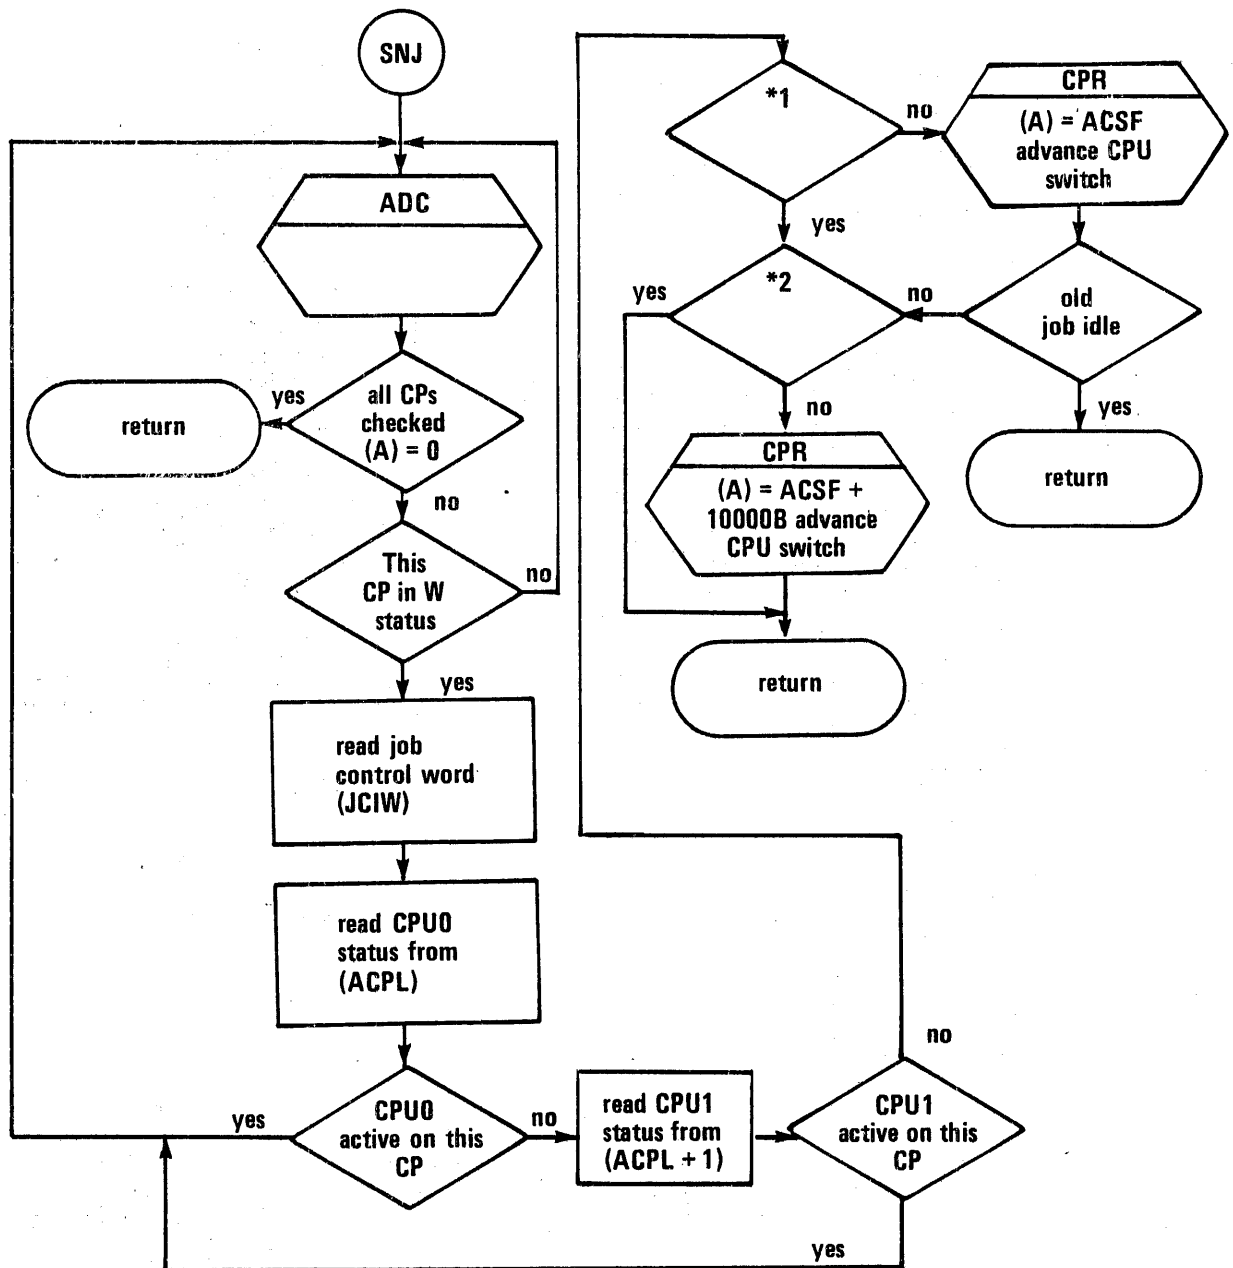 SNJ
ADC
all CPs
checked
(A) = 0
yes
return
no
This
CP in W
status
no
yes
read job
control word
(JCIW)
read CPU0
status from
(ACPL)
CPU0
active on this
CP
yes
no
read CPU1
status from
(ACPL + 1)
CPU1
active on this
CP
no
yes
*1
no
yes
CPR
(A) = ACSF
advance CPU
switch
old
job idle
no
yes
return
*2
yes
no
CPR
(A) = ACSF +
10000B advance
CPU switch
return